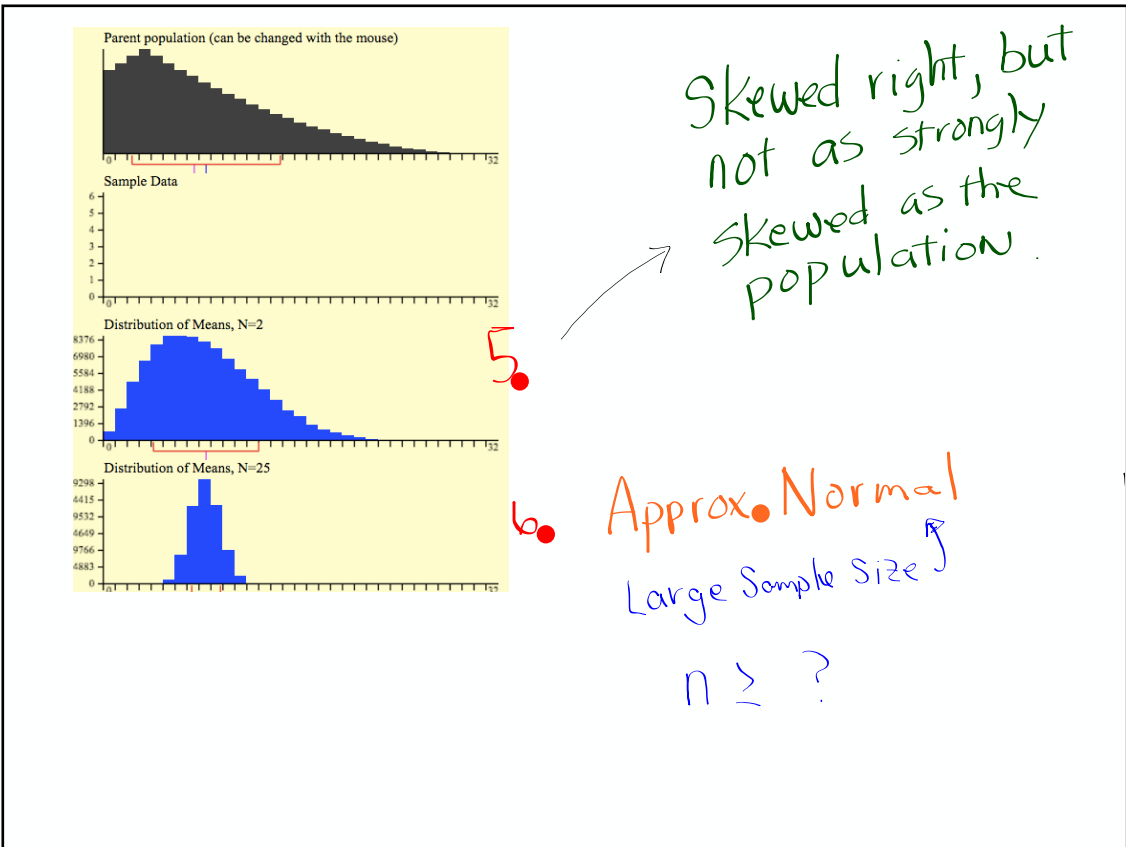 Parent population (can be changed with the mouse)
0
32
Sample Data
6
5
4
3
2
1
0
0
32
Distribution of Means, N=2
8376
6980
5584
4188
2792
1396
0
0
32
Distribution of Means, N=25
9298
4415
9532
4649
9766
4883
0
5.
Skewed right, but
not as strongly
skewed as the
population.
6.
Approx. Normal
Large Sample Size
n ≥ ?